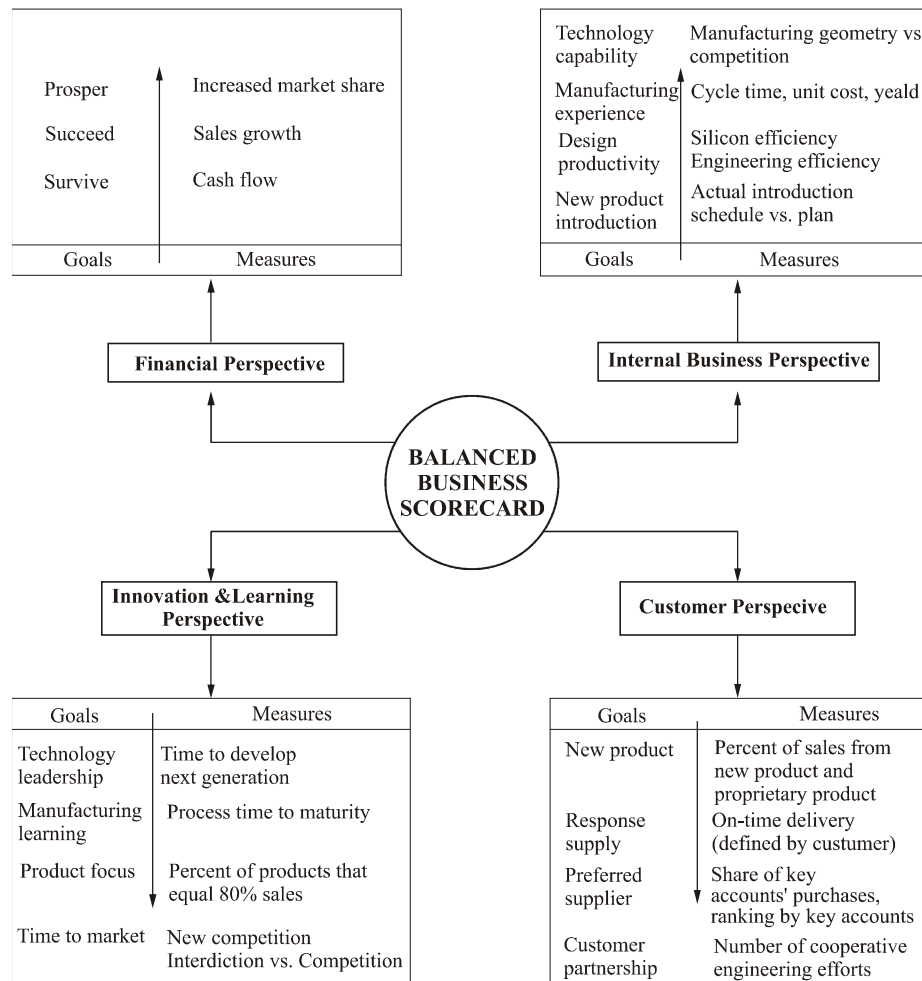 Prosper
Increased market share
Succeed
Sales growth
Survive
Cash flow
Goals
Measures
Financial Perspective
Technology
capability
Manufacturing geometry vs
competition
Manufacturing
experience
Cycle time, unit cost, yeald
Design
productivity
Silicon efficiency
Engineering efficiency
New product
introduction
Actual introduction
schedule vs. plan
Goals
Measures
Internal Business Perspective
BALANCED
BUSINESS
SCORECARD
Innovation &Learning
Perspective
Goals
Measures
Technology
leadership
Time to develop
next generation
Manufacturing
learning
Process time to maturity
Product focus
Percent of products that
equal 80% sales
Time to market
New competition
Interdiction vs. Competition
Customer Perspecive
Goals
Measures
New product
Percent of sales from
new product and
proprietary product
Response
supply
On-time delivery
(defined by custumer)
Preferred
supplier
Share of key
accounts' purchases,
ranking by key accounts
Customer
partnership
Number of cooperative
engineering efforts